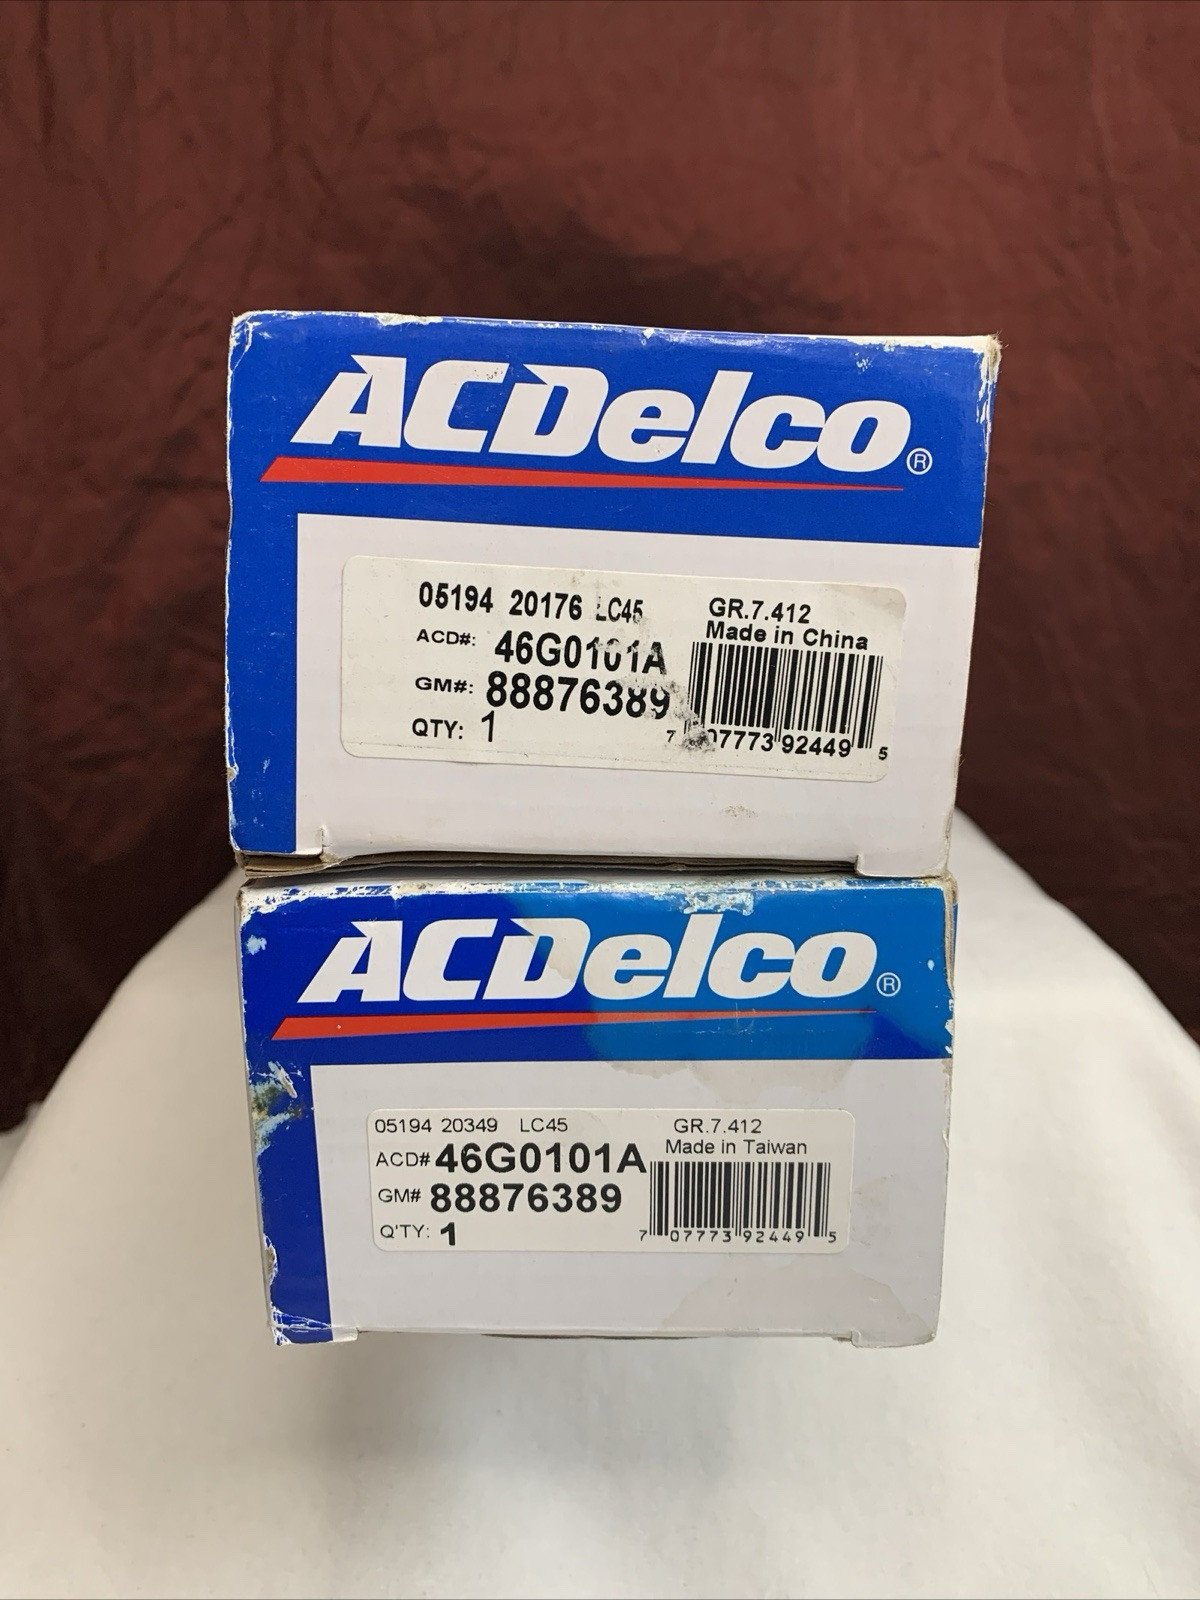 ACDelco®
05194 20176 LC45
GR.7.412
Made in China
ACD#: 46G0101A
GM#: 88876389
QTY: 1
7 07773 92449 5
ACDelco®
05194 20349 LC45
GR.7.412
Made in Taiwan
ACD# 46G0101A
GM# 88876389
Q'TY: 1
7 07773 92449 5